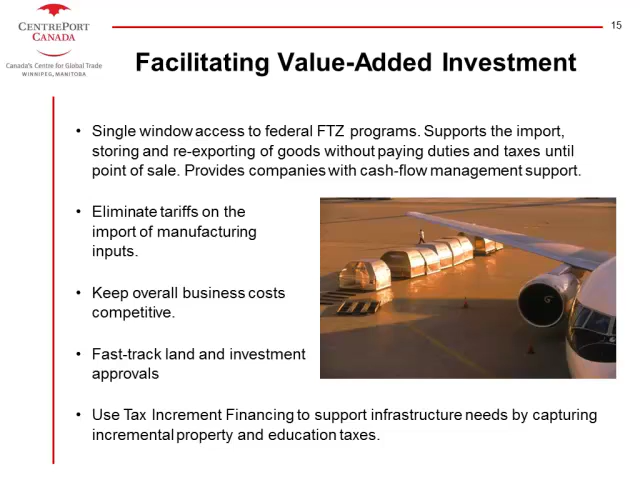 CENTREPORT
CANADA
Canada's Centre for Global Trade
WINNIPEG, MANITOBA
15
Facilitating Value-Added Investment
• Single window access to federal FTZ programs. Supports the import,
storing and re-exporting of goods without paying duties and taxes until
point of sale. Provides companies with cash-flow management support.
• Eliminate tariffs on the
import of manufacturing
inputs.
• Keep overall business costs
competitive.
• Fast-track land and investment
approvals
• Use Tax Increment Financing to support infrastructure needs by capturing
incremental property and education taxes.